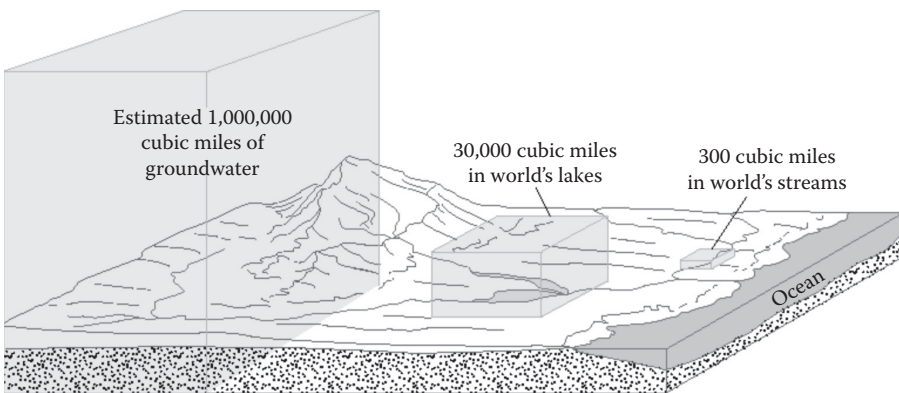 Estimated 1,000,000
cubic miles of
groundwater
30,000 cubic miles
in world's lakes
300 cubic miles
in world's streams
Ocean